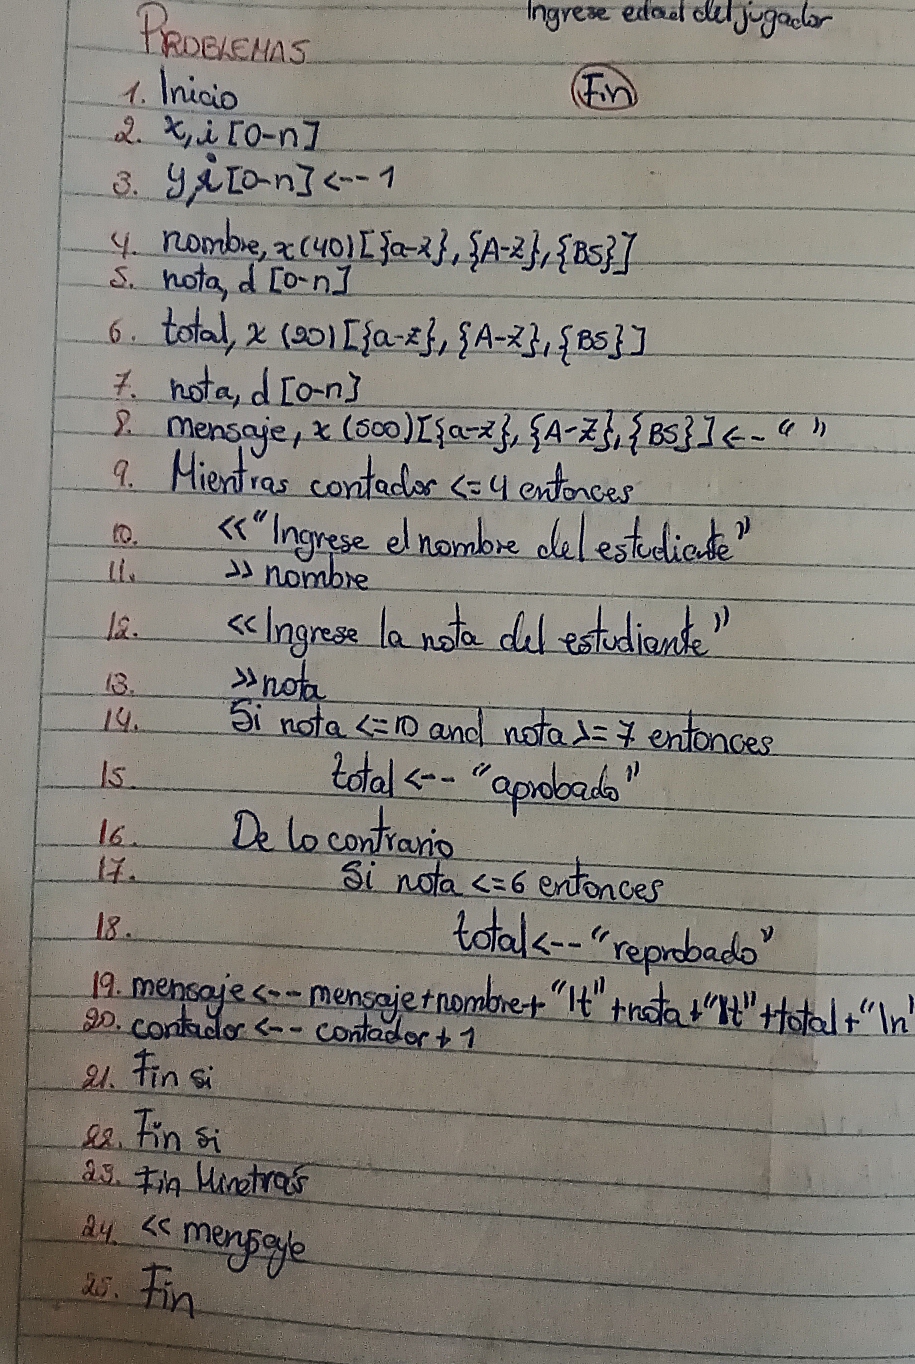 Ingrese edad del jugador
PROBLEMAS
Fin
1. Inicio
2. x, i [0-n]
3. y, i [0-n] <-- 1
4. nombre, x (40) [{a-z}, {A-Z}, {BS}]
5. nota, d [0-n]
6. total, x (20) [{a-z}, {A-Z}, {BS}]
7. nota, d [0-n]
8. mensaje, x (500) [{a-z}, {A-Z}, {BS}] <-- “ ”
9. Mientras contador <= 4 entonces
10. <<“Ingrese el nombre del estudiante”
11. >> nombre
12. <<Ingrese la nota del estudiante”
13. >> nota
14. Si nota <= 10 and nota >= 7 entonces
15. total <-- “aprobado”
16. De lo contrario
17. Si nota <= 6 entonces
18. total <-- “reprobado”
19. mensaje <-- mensaje + nombre + “\t” + nota + “\t” + total + “\n
20. contador <-- contador + 1
21. Fin si
22. Fin si
23. Fin Minetras
24. << mensaje
25. Fin